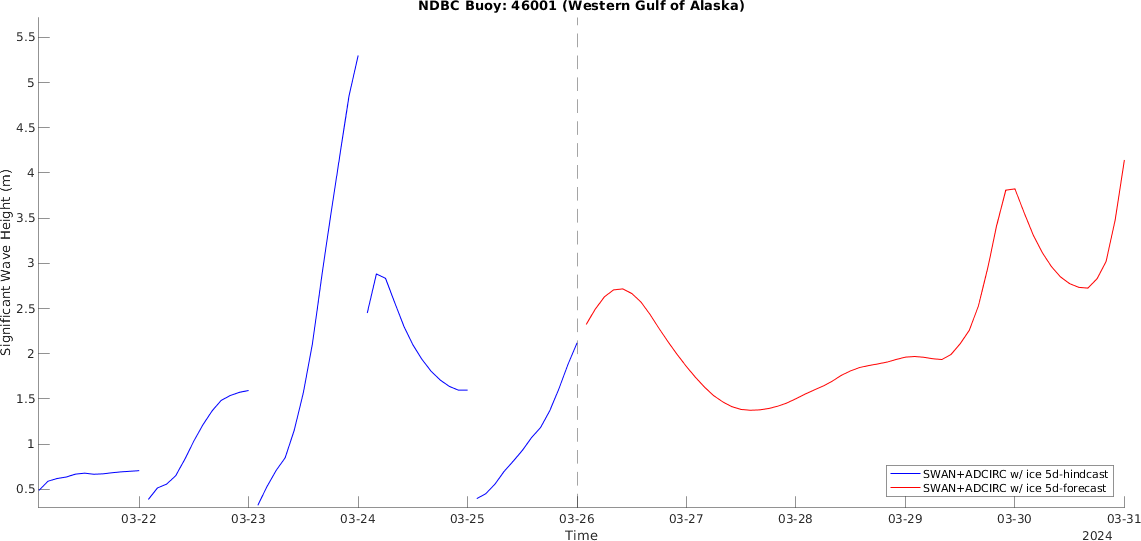 NDBC Buoy: 46001 (Western Gulf of Alaska)
Significant Wave Height (m)
5.5
5
4.5
4
3.5
3
2.5
2
1.5
1
0.5
SWAN+ADCIRC w/ ice 5d-hindcast
SWAN+ADCIRC w/ ice 5d-forecast
03-22 03-23 03-24 03-25 03-26 03-27 03-28 03-29 03-30 03-31
Time
2024